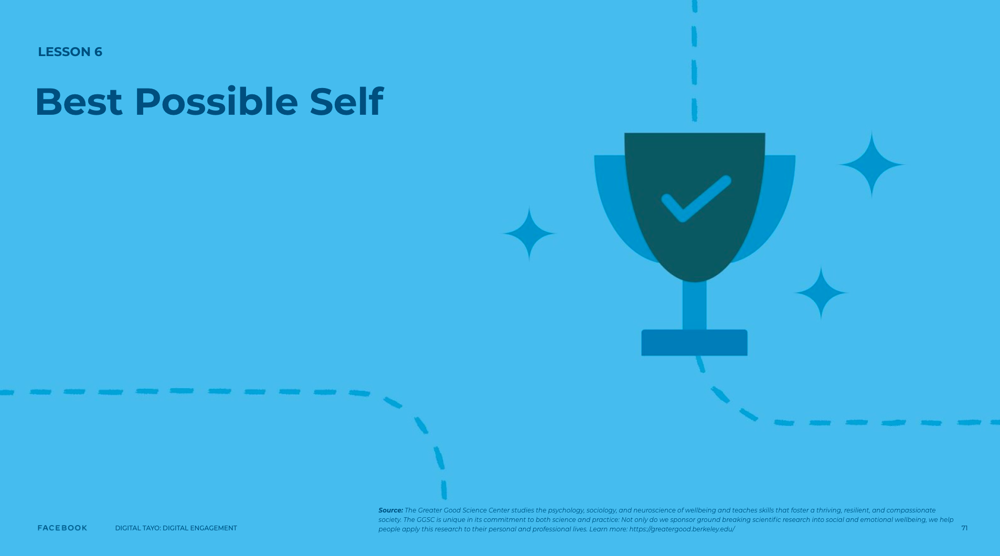 LESSON 6
Best Possible Self
Source: The Greater Good Science Center studies the psychology, sociology, and neuroscience of wellbeing and teaches skills that foster a thriving, resilient, and compassionate
society. The GGSC is unique in its commitment to both science and practice: Not only do we sponsor ground breaking scientific research into social and emotional wellbeing, we help
people apply this research to their personal and professional lives. Learn more: https://greatergood.berkeley.edu/
FACEBOOK
DIGITAL TAYO: DIGITAL ENGAGEMENT
71